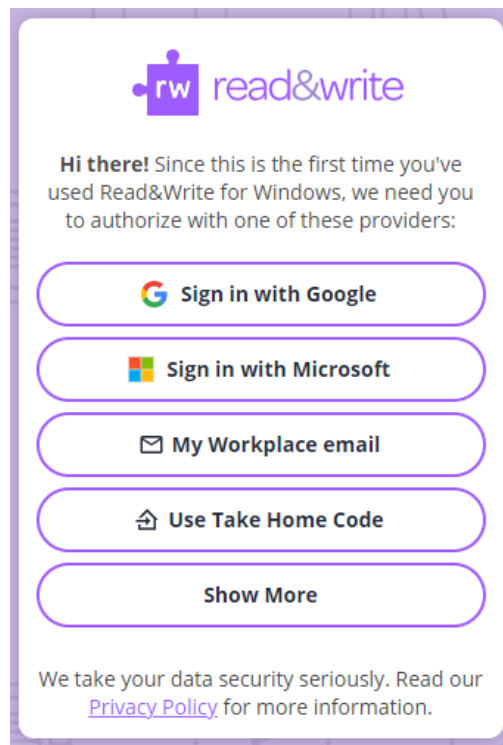 rw read&write
Hi there! Since this is the first time you've
used Read&Write for Windows, we need you
to authorize with one of these providers:
Sign in with Google
Sign in with Microsoft
My Workplace email
Use Take Home Code
Show More
We take your data security seriously. Read our
Privacy Policy for more information.